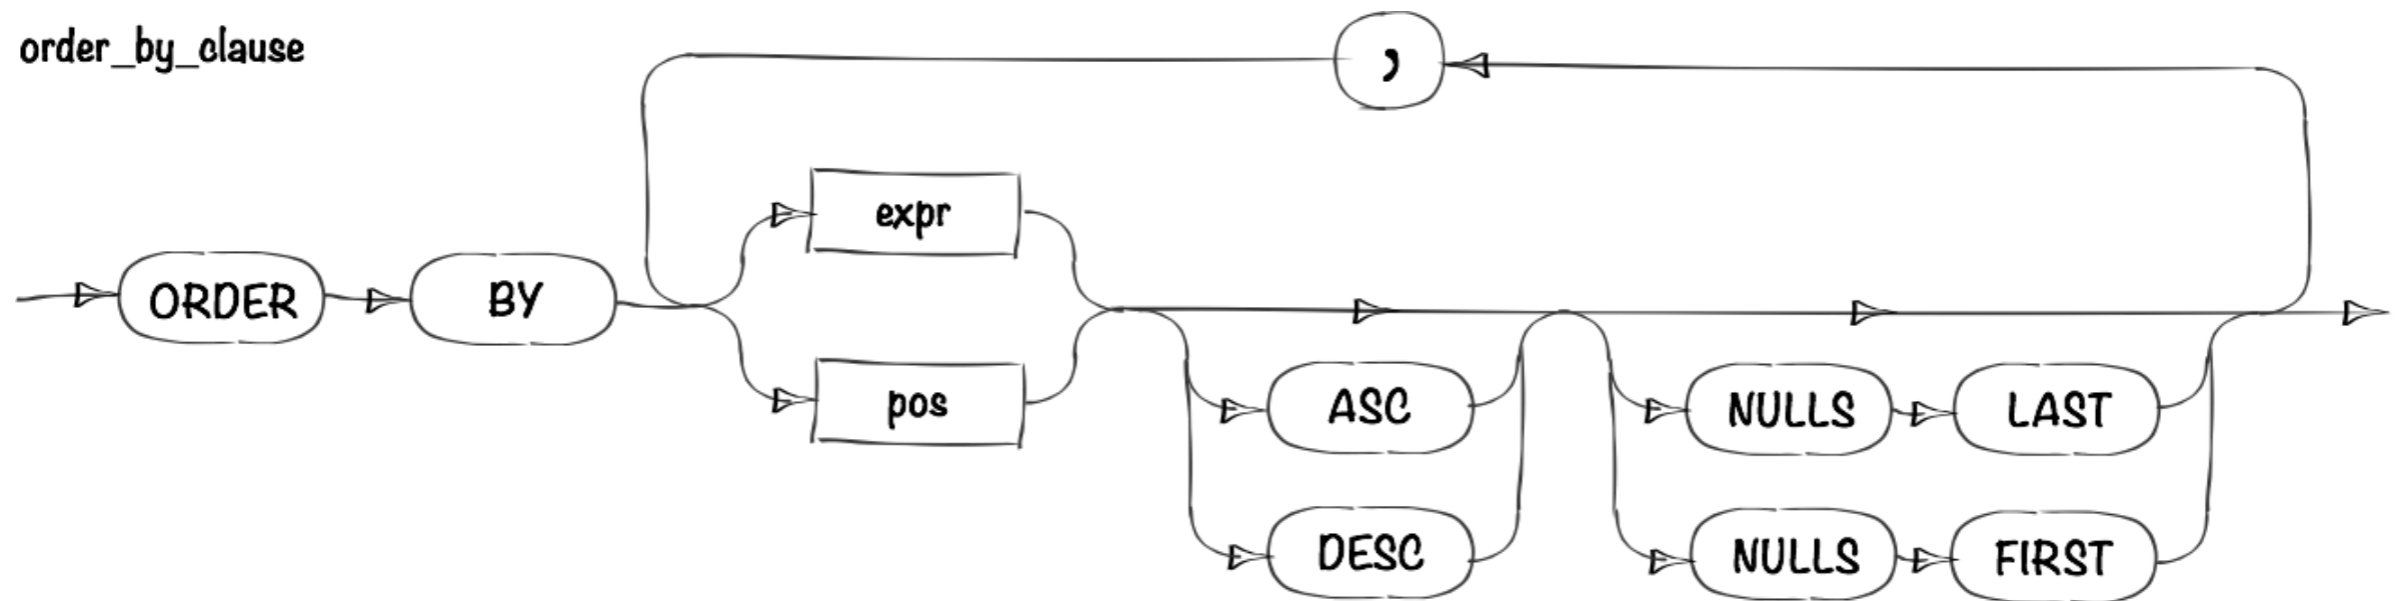 order_by_clause
,
expr
ORDER BY
pos
ASC
NULLS LAST
DESC
NULLS FIRST